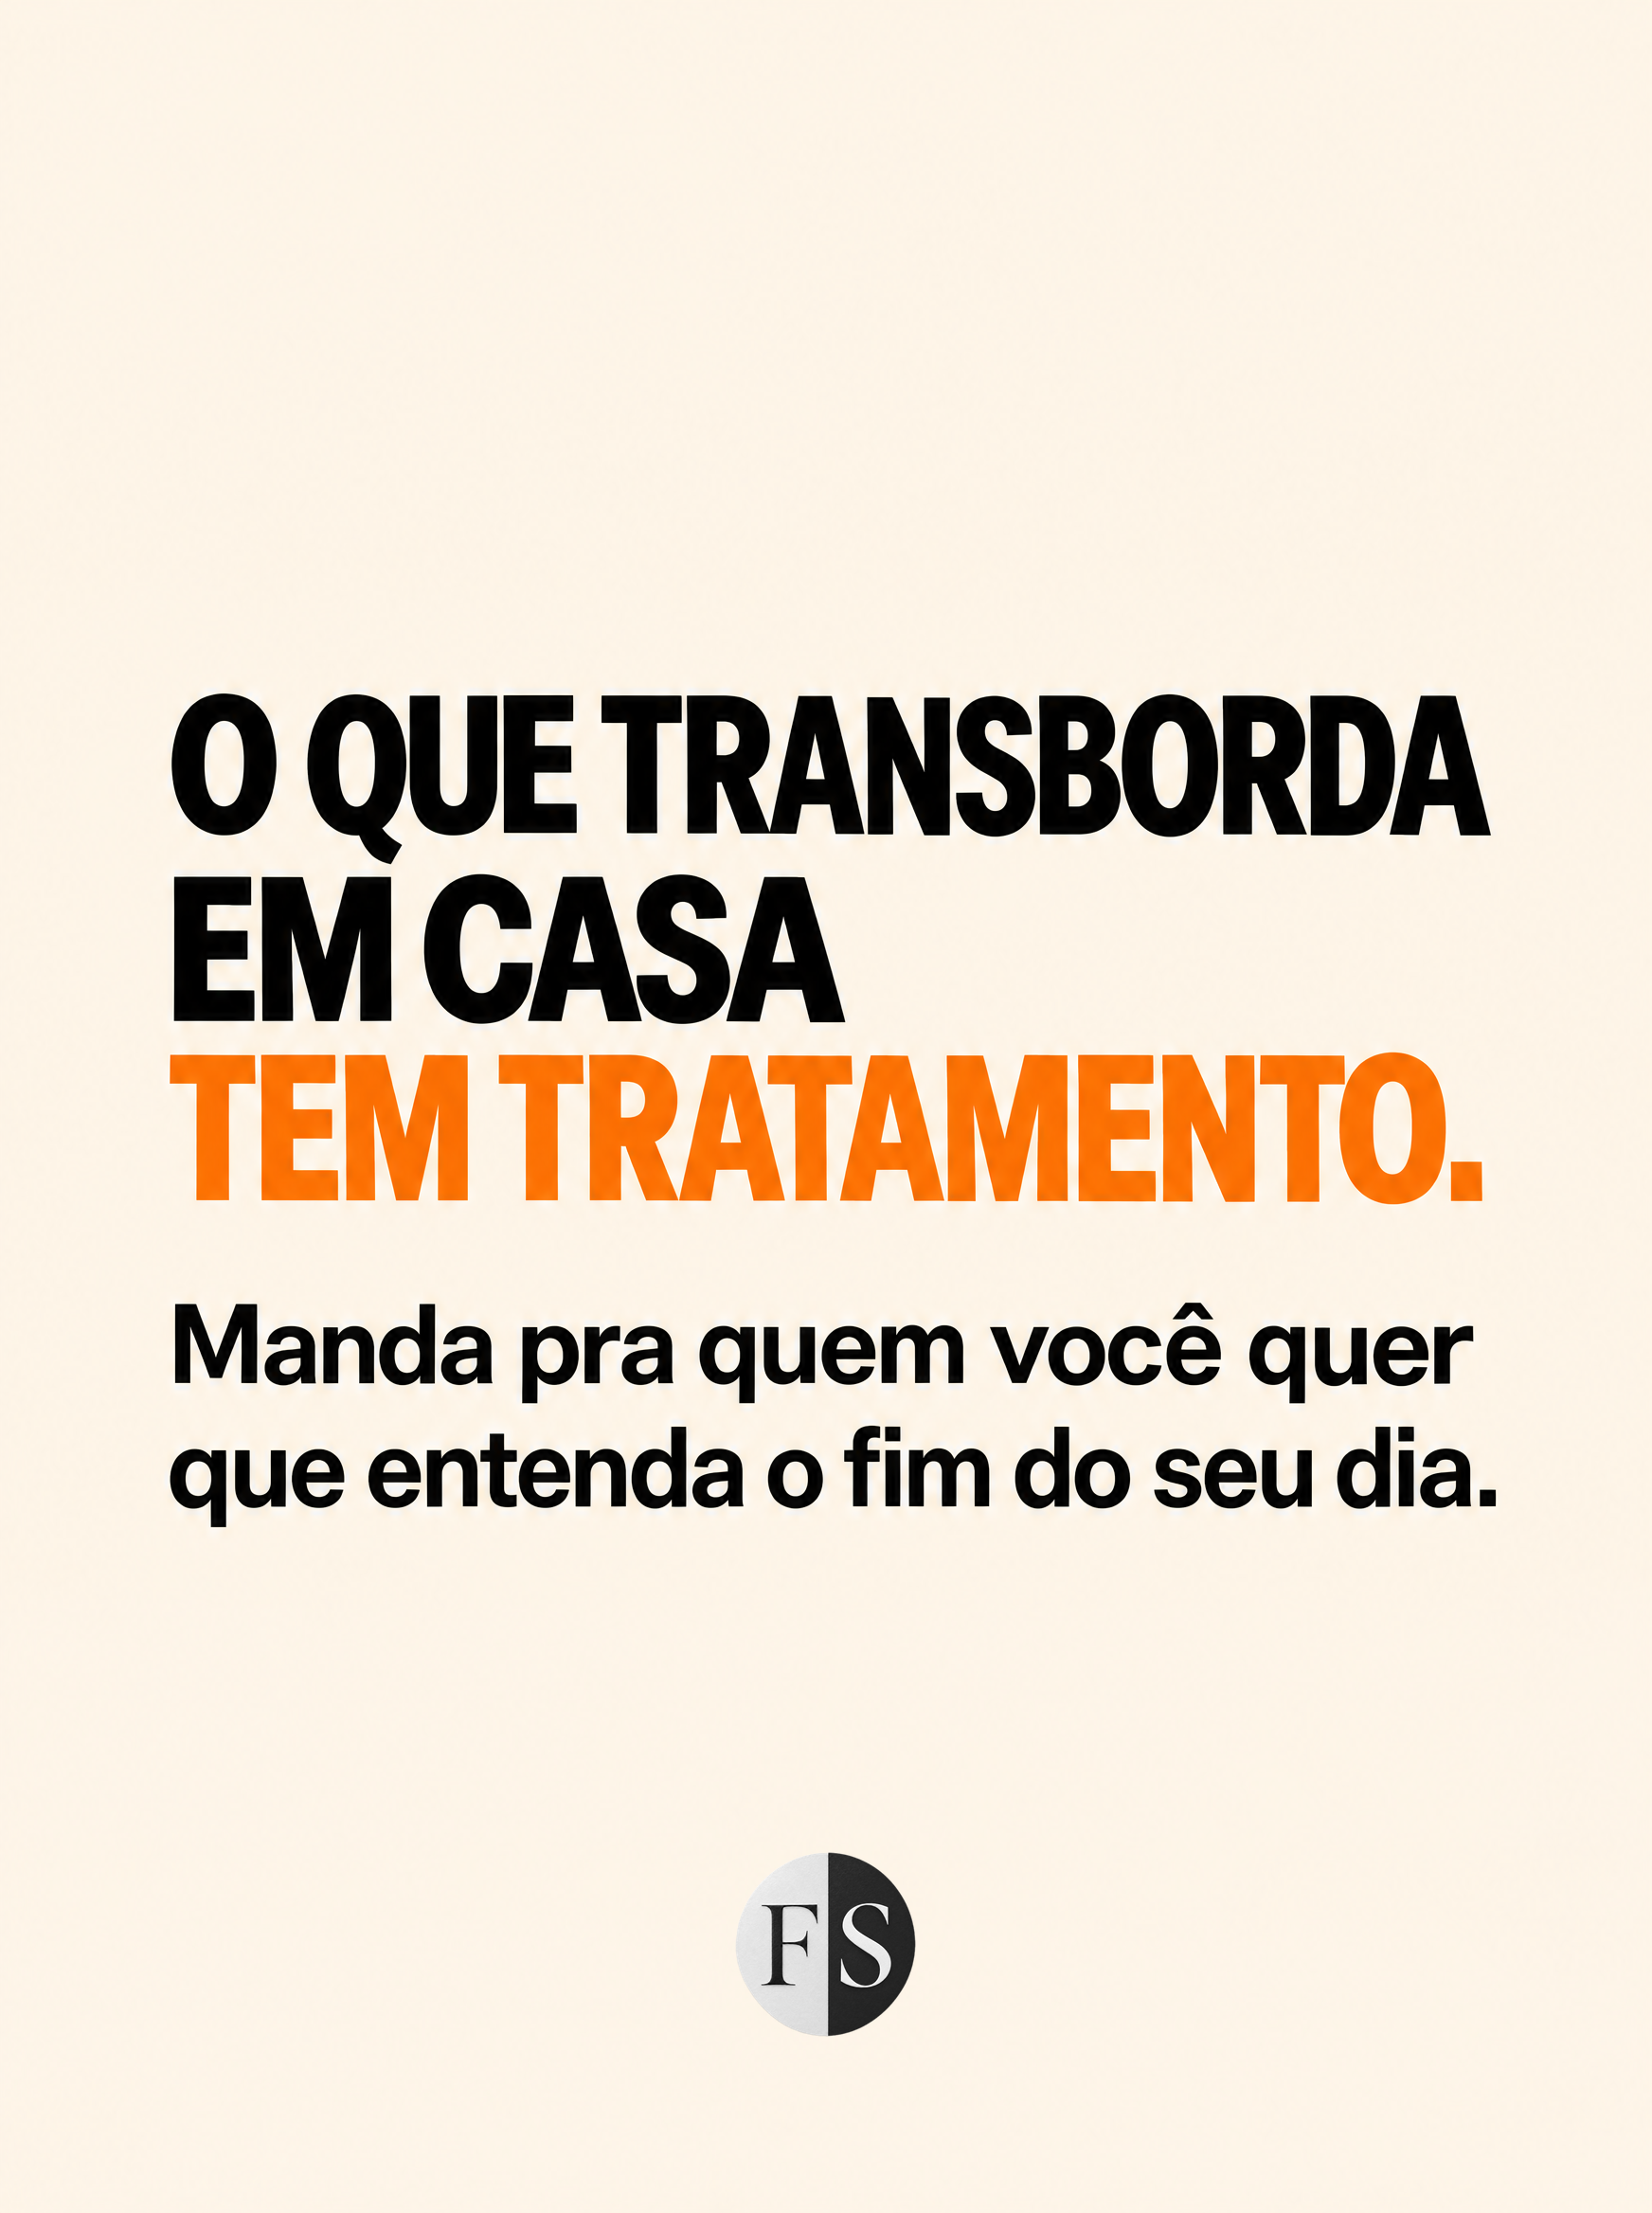 O QUE TRANSBORDA
EM CASA
TEM TRATAMENTO.
Manda pra quem você quer
que entenda o fim do seu dia.
FS